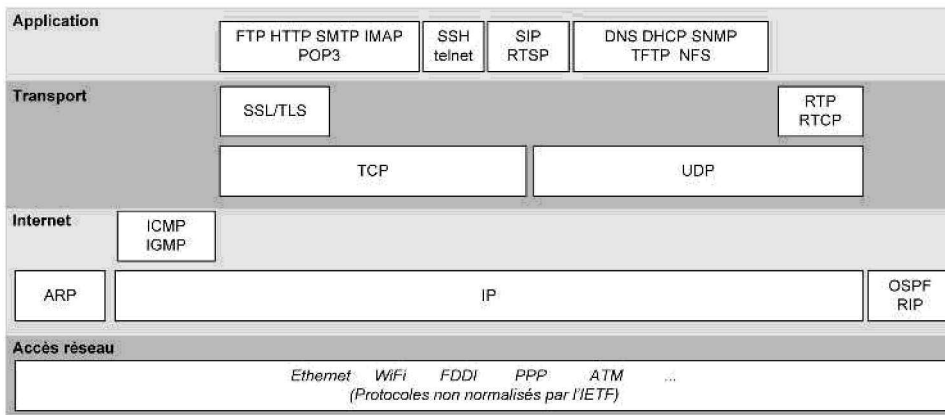 Application
FTP HTTP SMTP IMAP
POP3
SSH
telnet
SIP
RTSP
DNS DHCP SNMP
TFTP NFS
Transport
SSL/TLS
RTP
RTCP
TCP
UDP
Internet
ICMP
IGMP
ARP
IP
OSPF
RIP
Accès réseau
Ethernet WiFi FDDI PPP ATM ...
(Protocoles non normalisés par l'IETF)